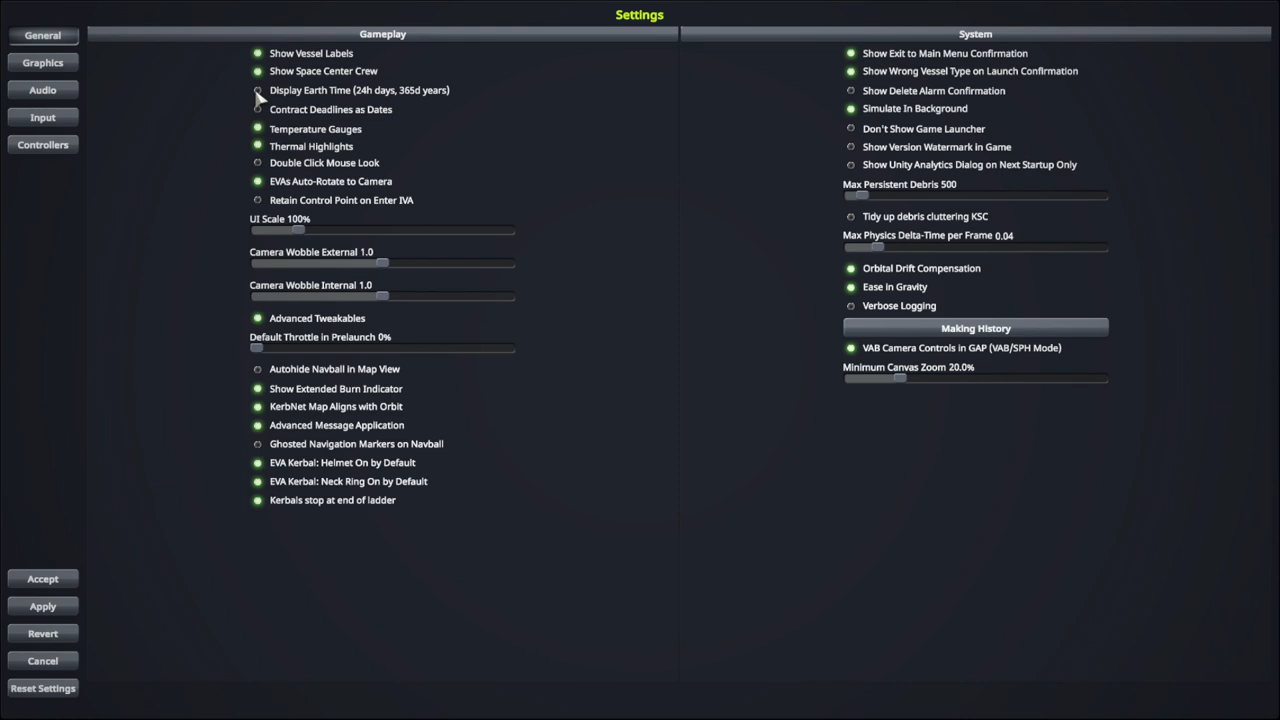 Settings
General
Graphics
Audio
Input
Controllers
Gameplay
Show Vessel Labels
Show Space Center Crew
Display Earth Time (24h days, 365d years)
Contract Deadlines as Dates
Temperature Gauges
Thermal Highlights
Double Click Mouse Look
EVAs Auto-Rotate to Camera
Retain Control Point on Enter IVA
UI Scale 100%
Camera Wobble External 1.0
Camera Wobble Internal 1.0
Advanced Tweakables
Default Throttle in Prelaunch 0%
Autohide Navball in Map View
Show Extended Burn Indicator
KerbNet Map Aligns with Orbit
Advanced Message Application
Ghosted Navigation Markers on Navball
EVA Kerbal: Helmet On by Default
EVA Kerbal: Neck Ring On by Default
Kerbals stop at end of ladder
System
Show Exit to Main Menu Confirmation
Show Wrong Vessel Type on Launch Confirmation
Show Delete Alarm Confirmation
Simulate In Background
Don't Show Game Launcher
Show Version Watermark in Game
Show Unity Analytics Dialog on Next Startup Only
Max Persistent Debris 500
Tidy up debris cluttering KSC
Max Physics Delta-Time per Frame 0.04
Orbital Drift Compensation
Ease in Gravity
Verbose Logging
Making History
VAB Camera Controls in GAP (VAB/SPH Mode)
Minimum Canvas Zoom 20.0%
Accept
Apply
Revert
Cancel
Reset Settings